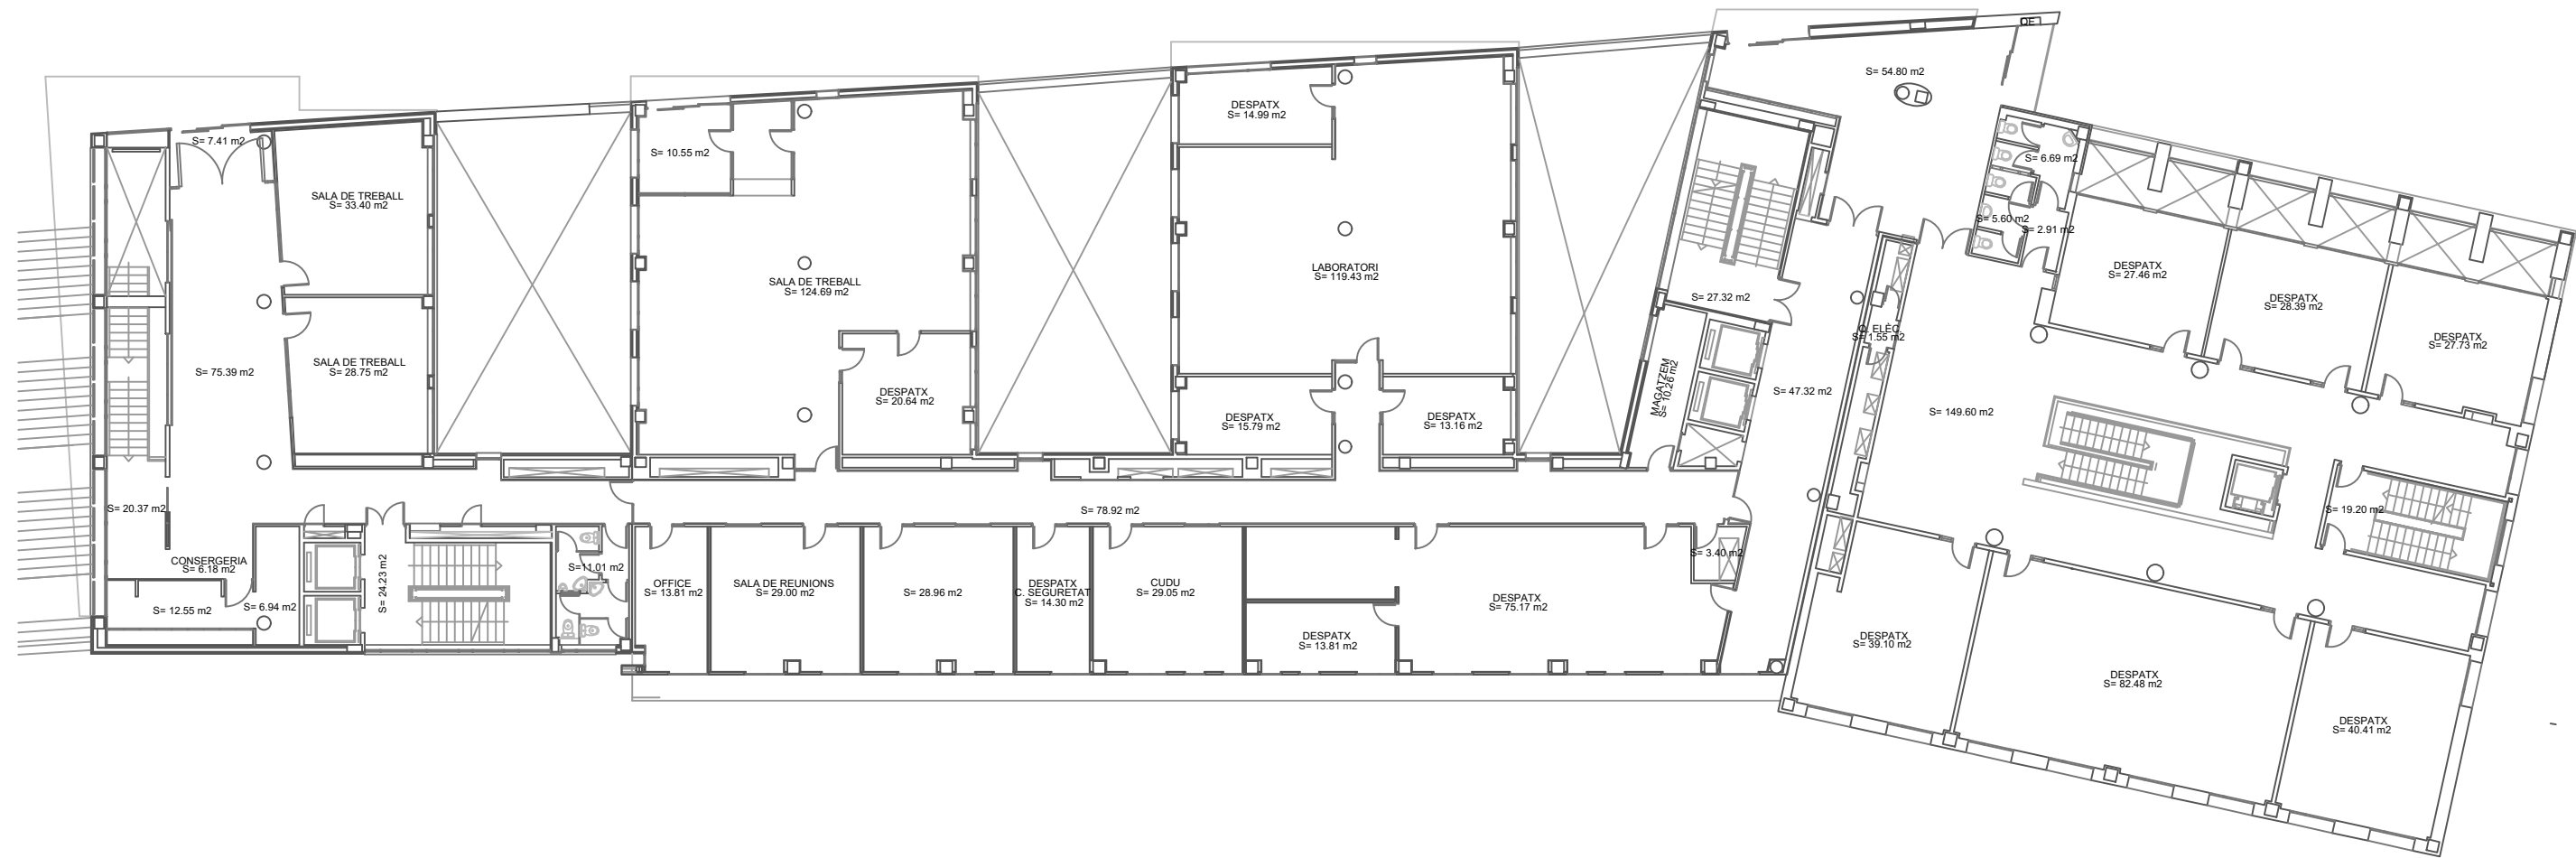 QE
S= 54.80 m2
DESPATX
S= 14.99 m2
S= 7.41 m2
S= 10.55 m2
S= 6.69 m2
SALA DE TREBALL
S= 33.40 m2
S= 5.60 m2
S= 2.91 m2
DESPATX
S= 27.46 m2
LABORATORI
S= 119.43 m2
SALA DE TREBALL
S= 124.69 m2
S= 27.32 m2
DESPATX
S= 28.39 m2
Q. ELÈC.
S= 1.55 m2
DESPATX
S= 27.73 m2
SALA DE TREBALL
S= 28.75 m2
S= 75.39 m2
MAGATZEM
S= 10.26 m2
S= 47.32 m2
DESPATX
S= 20.64 m2
S= 149.60 m2
DESPATX
S= 15.79 m2
DESPATX
S= 13.16 m2
S= 20.37 m2
S= 78.92 m2
S= 19.20 m2
S= 3.40 m2
CONSERGERIA
S= 6.18 m2
S= 24.23 m2
S=11.01 m2
OFFICE
S= 13.81 m2
SALA DE REUNIONS
S= 29.00 m2
S= 28.96 m2
DESPATX
C. SEGURETAT
S= 14.30 m2
CUDU
S= 29.05 m2
DESPATX
S= 75.17 m2
S= 12.55 m2
S= 6.94 m2
DESPATX
S= 13.81 m2
DESPATX
S= 39.10 m2
DESPATX
S= 82.48 m2
DESPATX
S= 40.41 m2